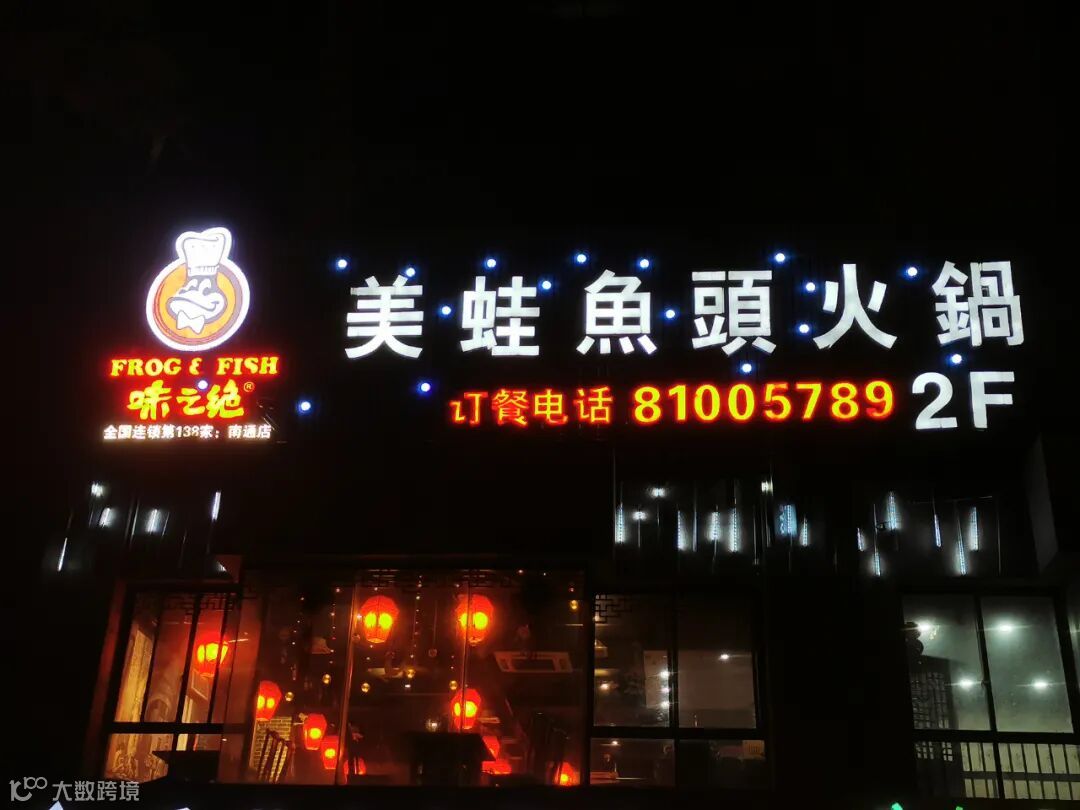 美蛙魚頭火鍋
FROG & FISH
味之绝®
订餐电话 81005789 2F
全国连锁第138家：南通店
大数跨境